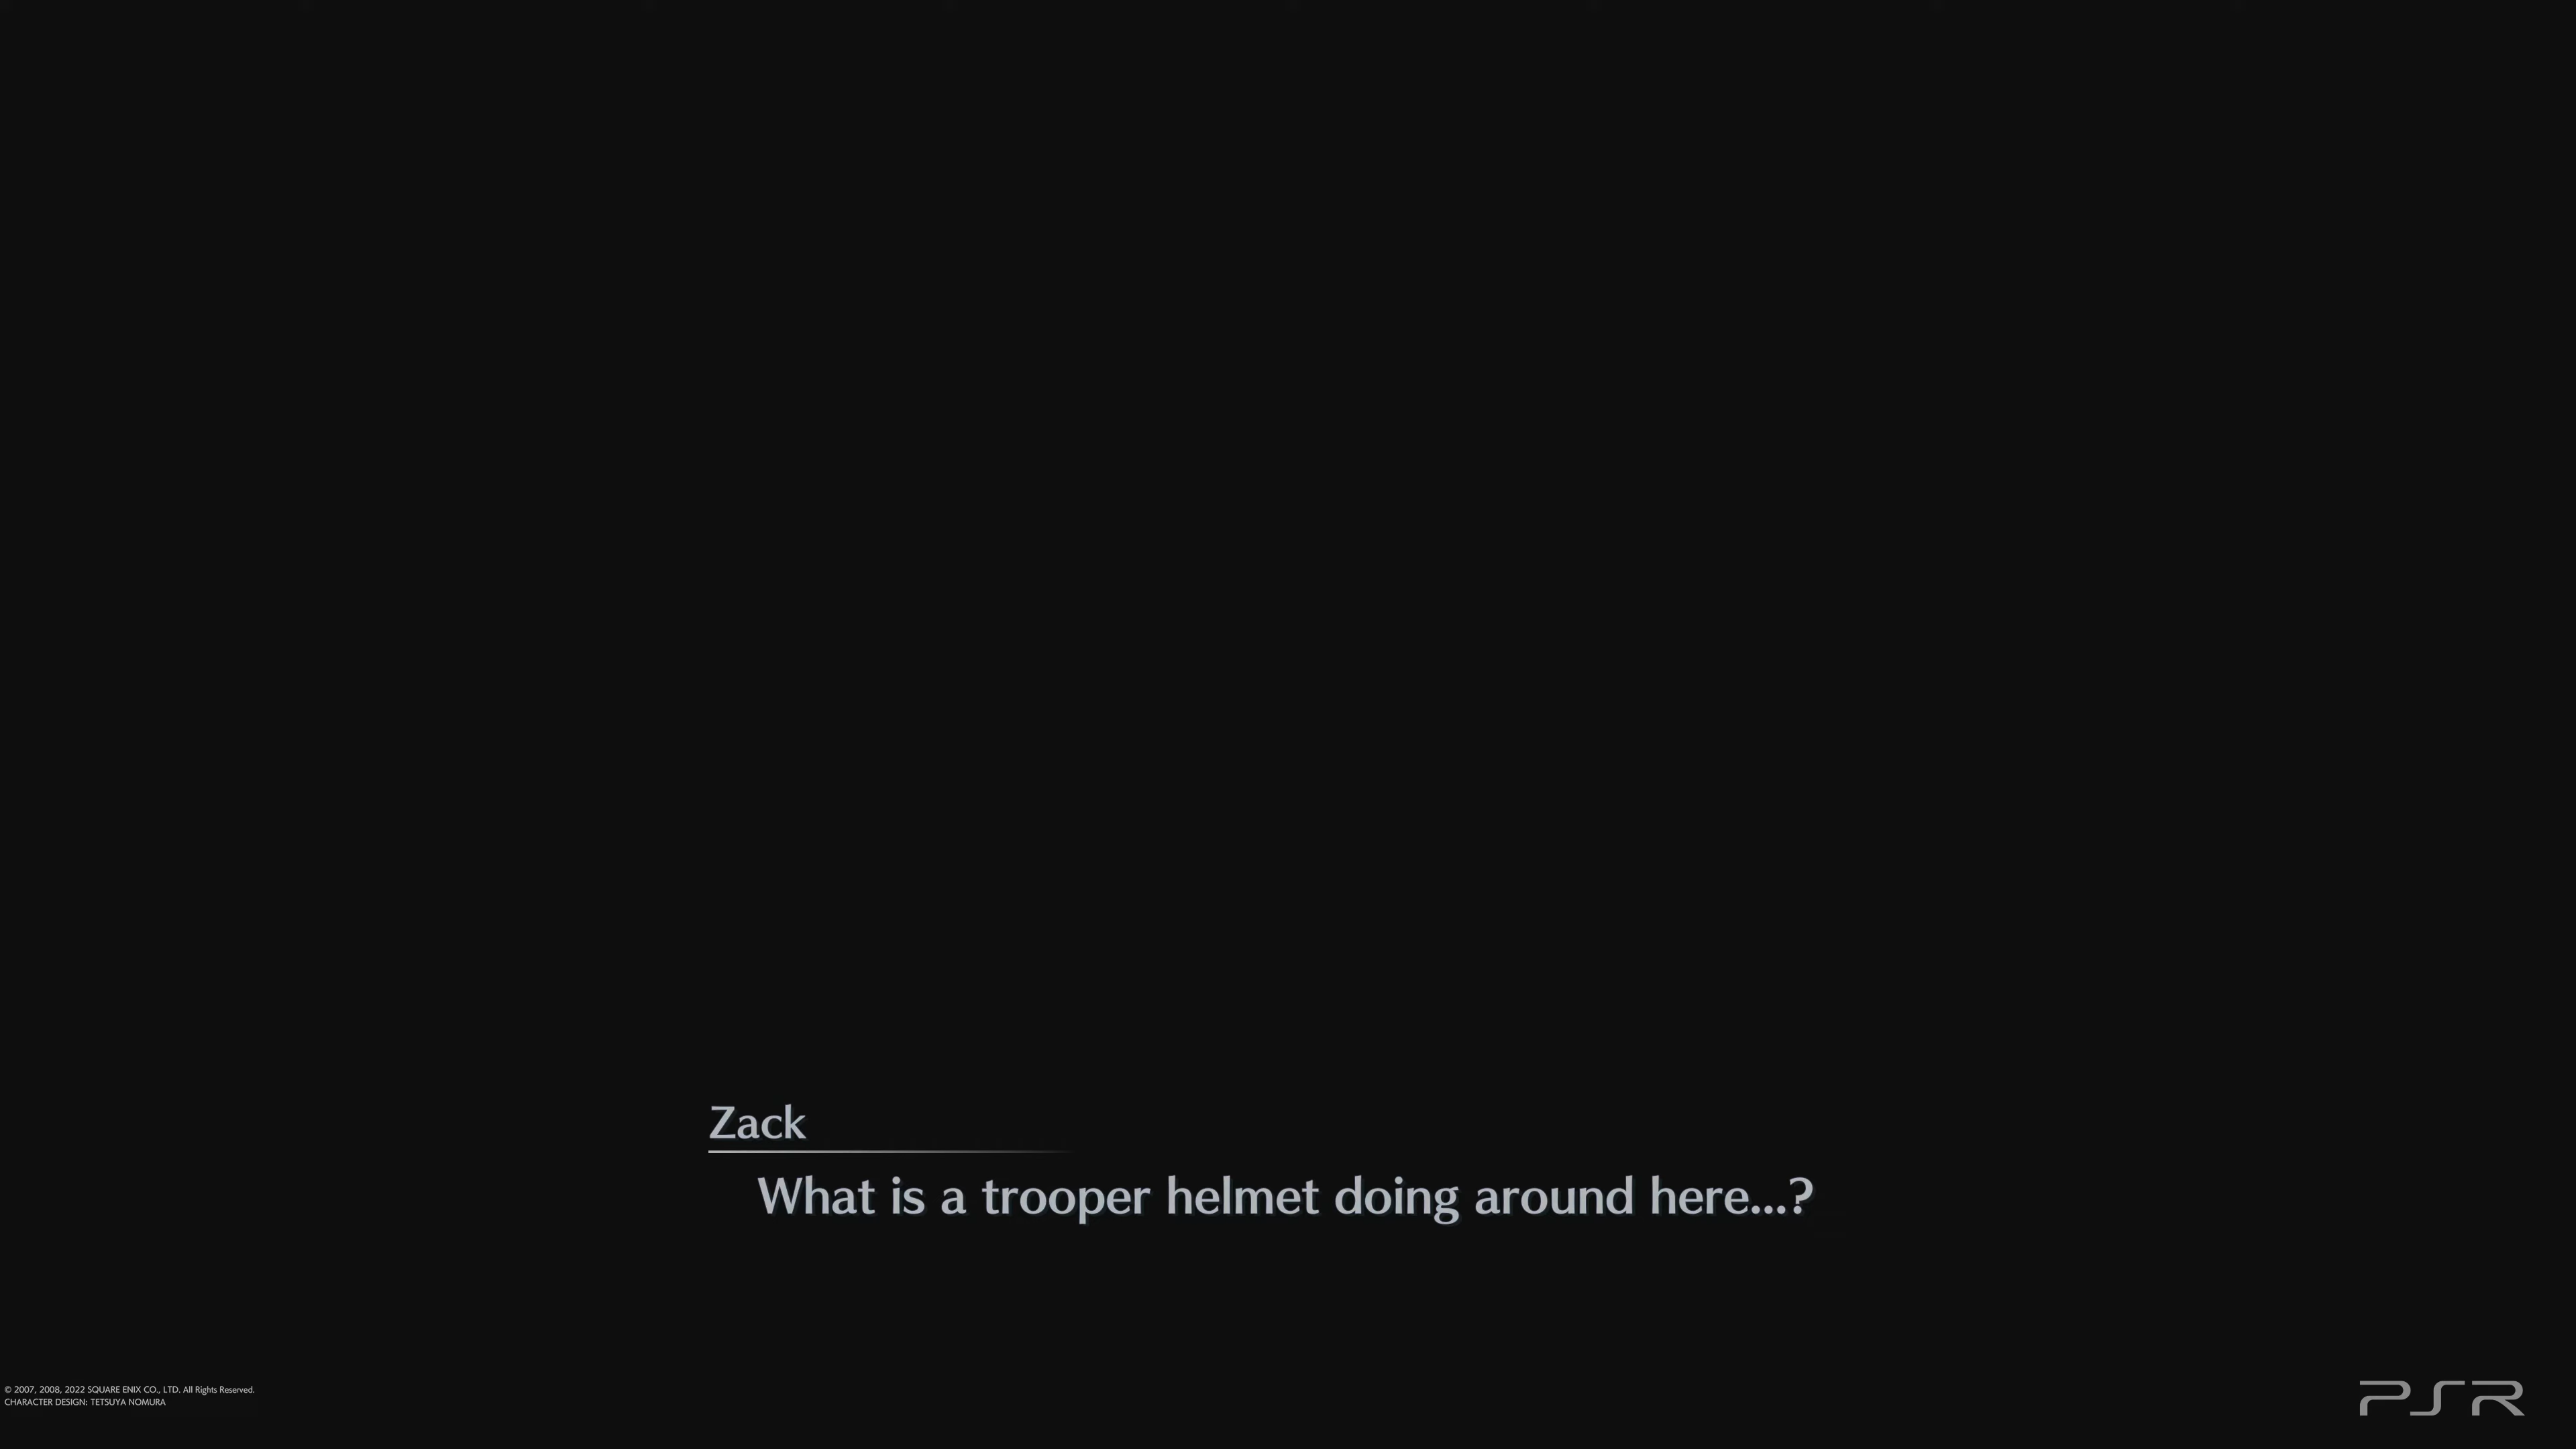 Zack
What is a trooper helmet doing around here...?
© 2007, 2008, 2022 SQUARE ENIX CO., LTD. All Rights Reserved.
CHARACTER DESIGN: TETSUYA NOMURA
PSR